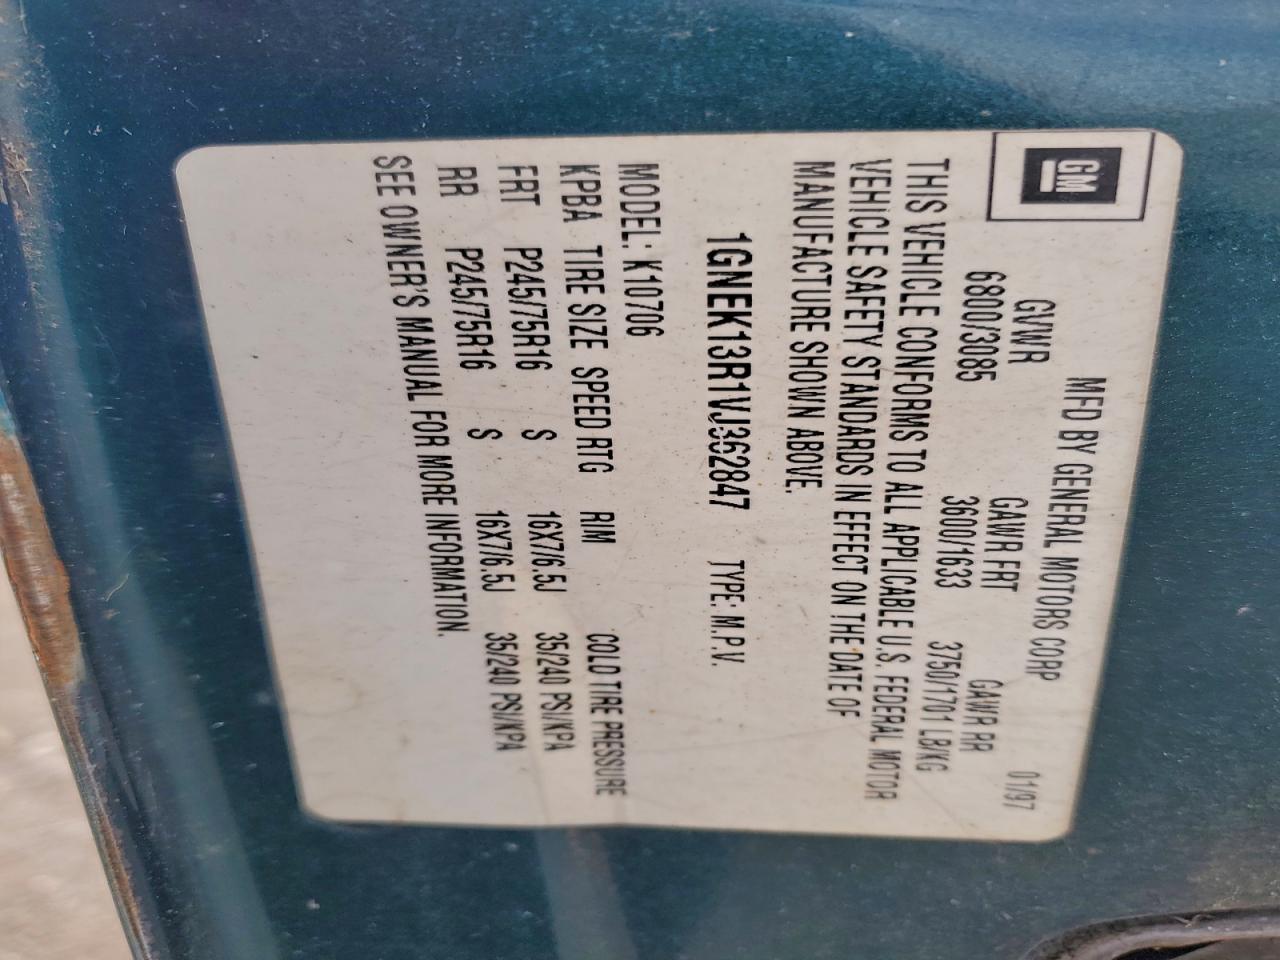 GM
MFD BY GENERAL MOTORS CORP 01/97
GVWR GAWR FRT GAWR RR
6800/3085 3600/1633 3750/1701 LB/KG
THIS VEHICLE CONFORMS TO ALL APPLICABLE U.S. FEDERAL MOTOR
VEHICLE SAFETY STANDARDS IN EFFECT ON THE DATE OF
MANUFACTURE SHOWN ABOVE.
1GNEK13R1VJ362847 TYPE: M.P.V.
MODEL: K10706
KPBA TIRE SIZE SPEED RTG RIM COLD TIRE PRESSURE
FRT P245/75R16 S 16X7/6.5J 35/240 PSI/KPA
RR P245/75R16 S 16X7/6.5J 35/240 PSI/KPA
SEE OWNER'S MANUAL FOR MORE INFORMATION.